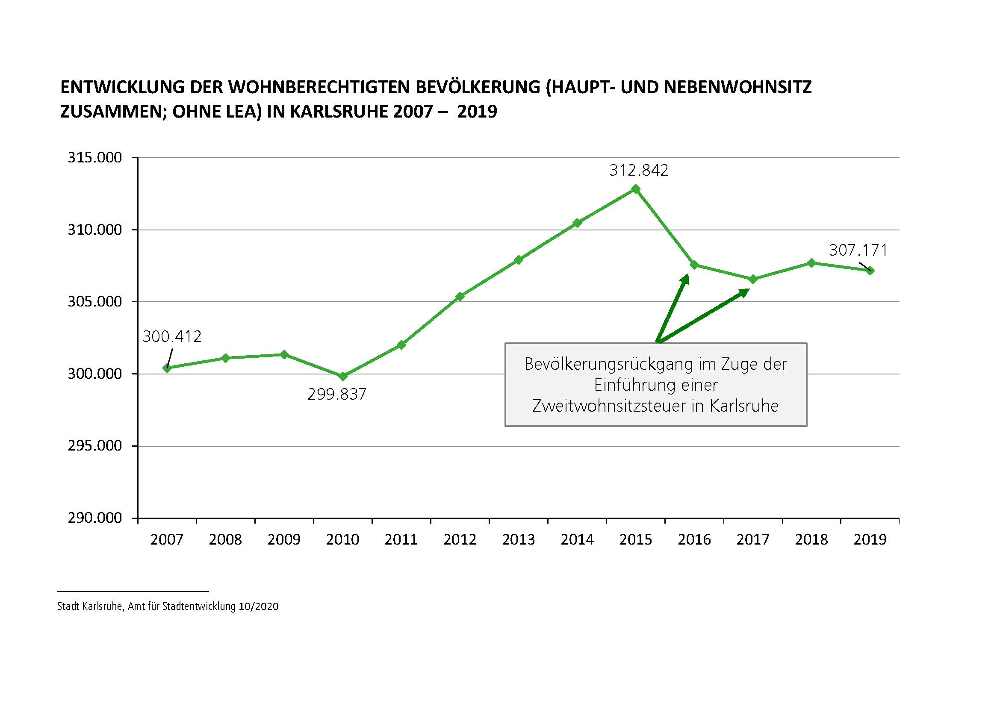 ENTWICKLUNG DER WOHNBERECHTIGTEN BEVÖLKERUNG (HAUPT- UND NEBENWOHNSITZ
ZUSAMMEN; OHNE LEA) IN KARLSRUHE 2007 – 2019
315.000
312.842
310.000
307.171
305.000
300.412
300.000
299.837
Bevölkerungsrückgang im Zuge der
Einführung einer
Zweitwohnsitzsteuer in Karlsruhe
295.000
290.000
2007 2008 2009 2010 2011 2012 2013 2014 2015 2016 2017 2018 2019
Stadt Karlsruhe, Amt für Stadtentwicklung 10/2020